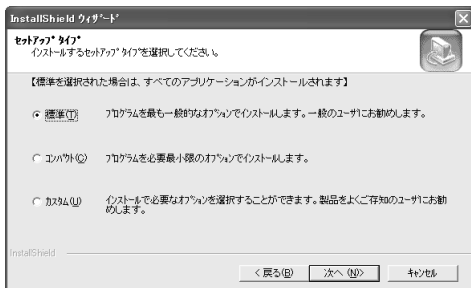 InstallShield ウィザード
セットアップ タイプ
インストールするセットアップ タイプを選択してください。
【標準を選択された場合は、すべてのアプリケーションがインストールされます】
標準(T)
プログラムを最も一般的なオプションでインストールします。一般のユーザにお勧めします。
コンパクト(C)
プログラムを必要最小限のオプションでインストールします。
カスタム(U)
インストールで必要なオプションを選択することができます。製品をよくご存知のユーザにお勧
めします。
InstallShield
< 戻る(B)
次へ (N)>
キャンセル